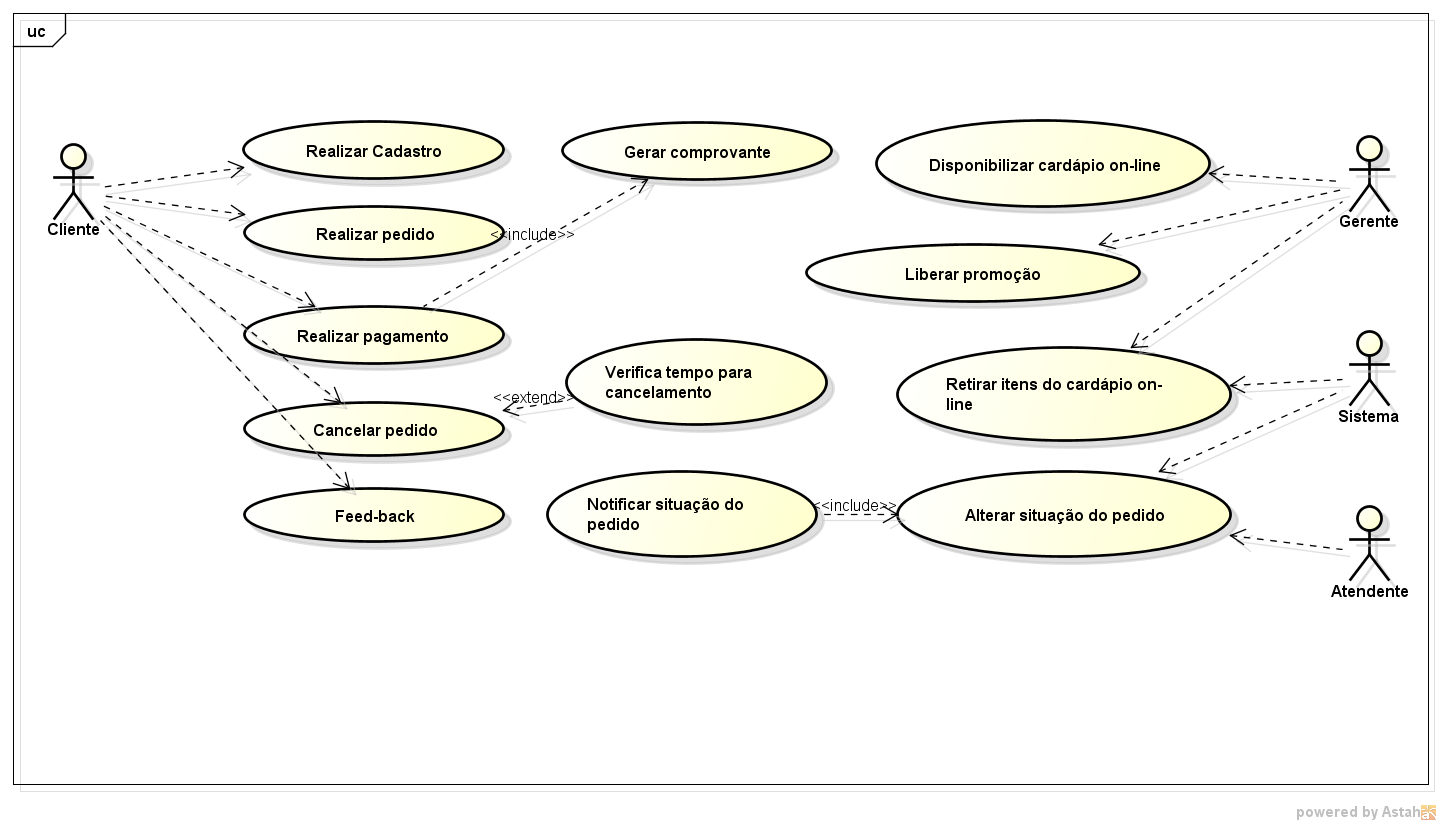 uc
Realizar Cadastro
Gerar comprovante
Disponibilizar cardápio on-line
Cliente
Gerente
Realizar pedido
<<include>>
Liberar promoção
Realizar pagamento
Verifica tempo para
cancelamento
Retirar itens do cardápio on-
line
Sistema
<<extend>>
Cancelar pedido
Notificar situação do
pedido
<<include>>
Alterar situação do pedido
Feed-back
Atendente
powered by Astah